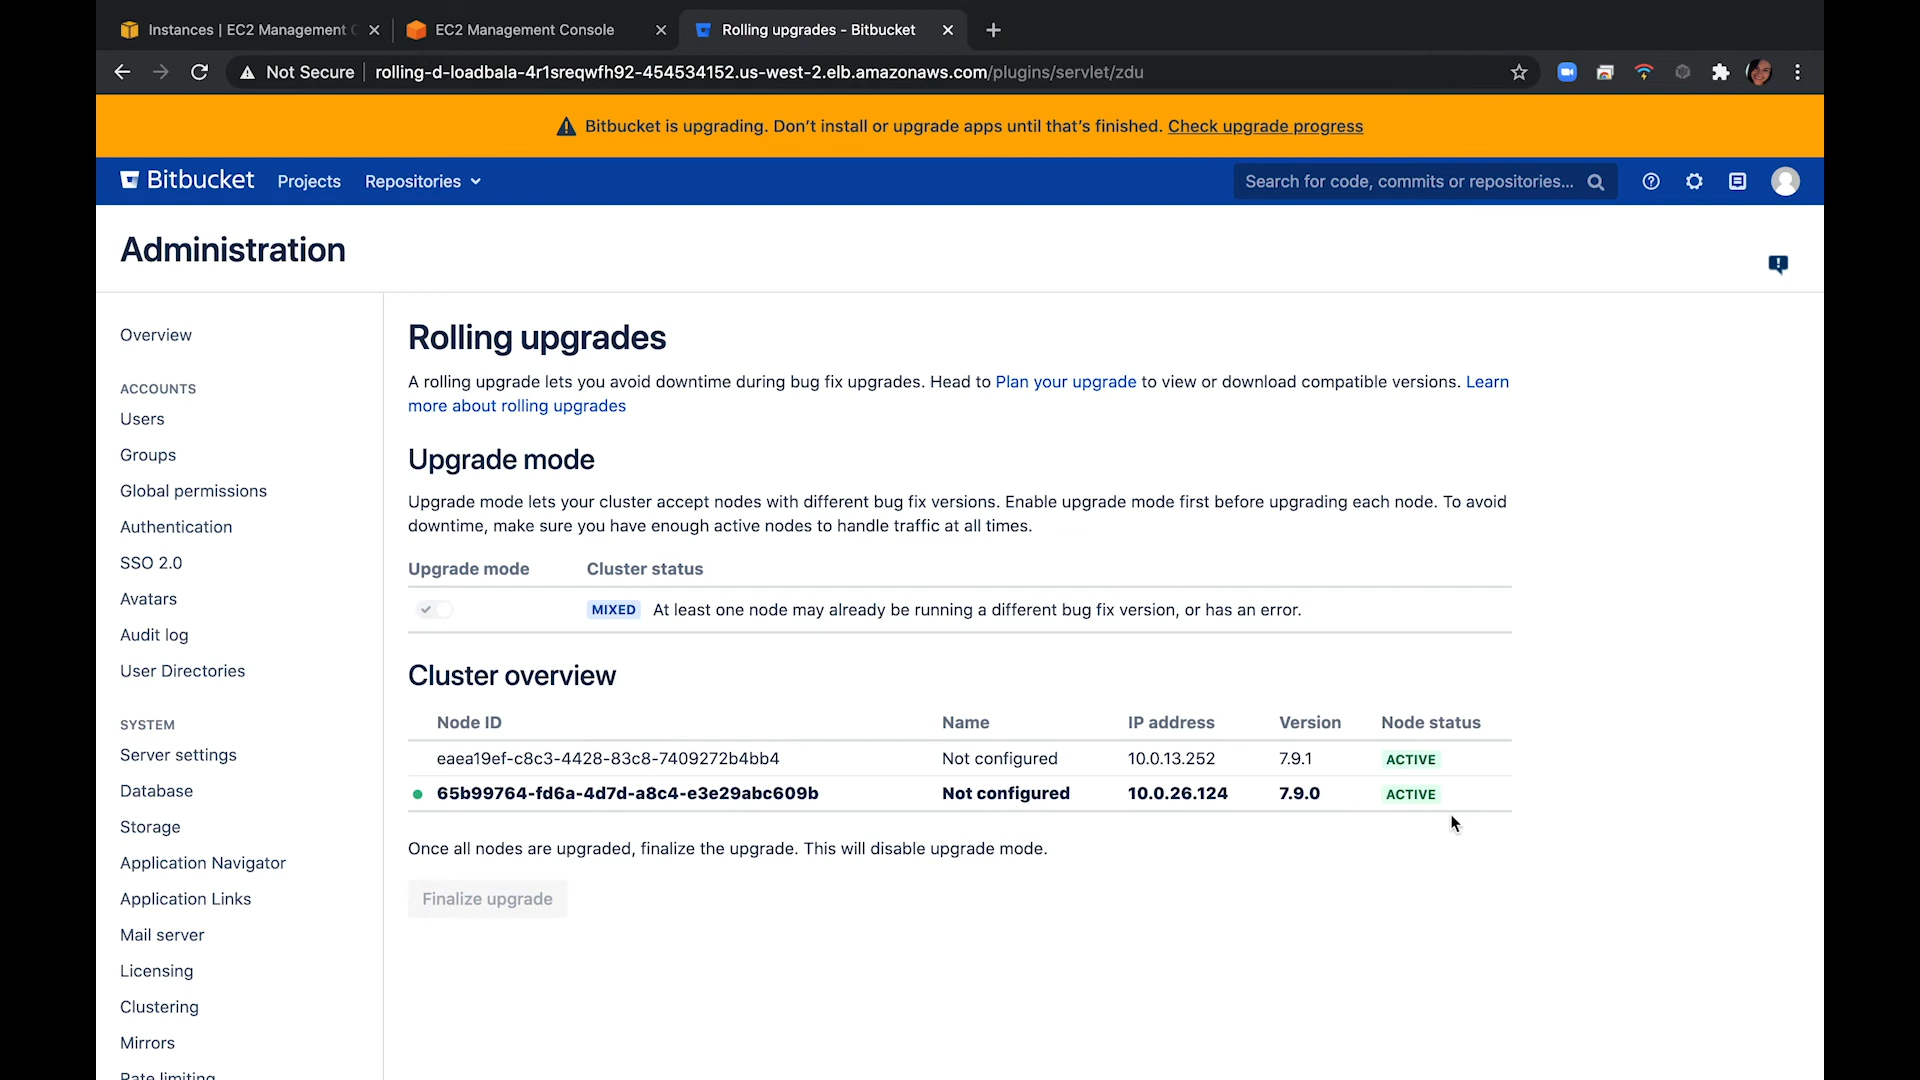 Instances | EC2 Management C
EC2 Management Console
Rolling upgrades - Bitbucket
Not Secure
rolling-d-loadbala-4r1sreqwfh92-454534152.us-west-2.elb.amazonaws.com/plugins/servlet/zdu
Bitbucket is upgrading. Don't install or upgrade apps until that's finished. Check upgrade progress
Bitbucket Projects Repositories
Search for code, commits or repositories...
Administration
Overview
ACCOUNTS
Users
Groups
Global permissions
Authentication
SSO 2.0
Avatars
Audit log
User Directories
SYSTEM
Server settings
Database
Storage
Application Navigator
Application Links
Mail server
Licensing
Clustering
Mirrors
Rate limiting
Rolling upgrades
A rolling upgrade lets you avoid downtime during bug fix upgrades. Head to Plan your upgrade to view or download compatible versions. Learn
more about rolling upgrades
Upgrade mode
Upgrade mode lets your cluster accept nodes with different bug fix versions. Enable upgrade mode first before upgrading each node. To avoid
downtime, make sure you have enough active nodes to handle traffic at all times.
Upgrade mode Cluster status
MIXED At least one node may already be running a different bug fix version, or has an error.
Cluster overview
Node ID Name IP address Version Node status
eaea19ef-c8c3-4428-83c8-7409272b4bb4 Not configured 10.0.13.252 7.9.1 ACTIVE
65b99764-fd6a-4d7d-a8c4-e3e29abc609b Not configured 10.0.26.124 7.9.0 ACTIVE
Once all nodes are upgraded, finalize the upgrade. This will disable upgrade mode.
Finalize upgrade